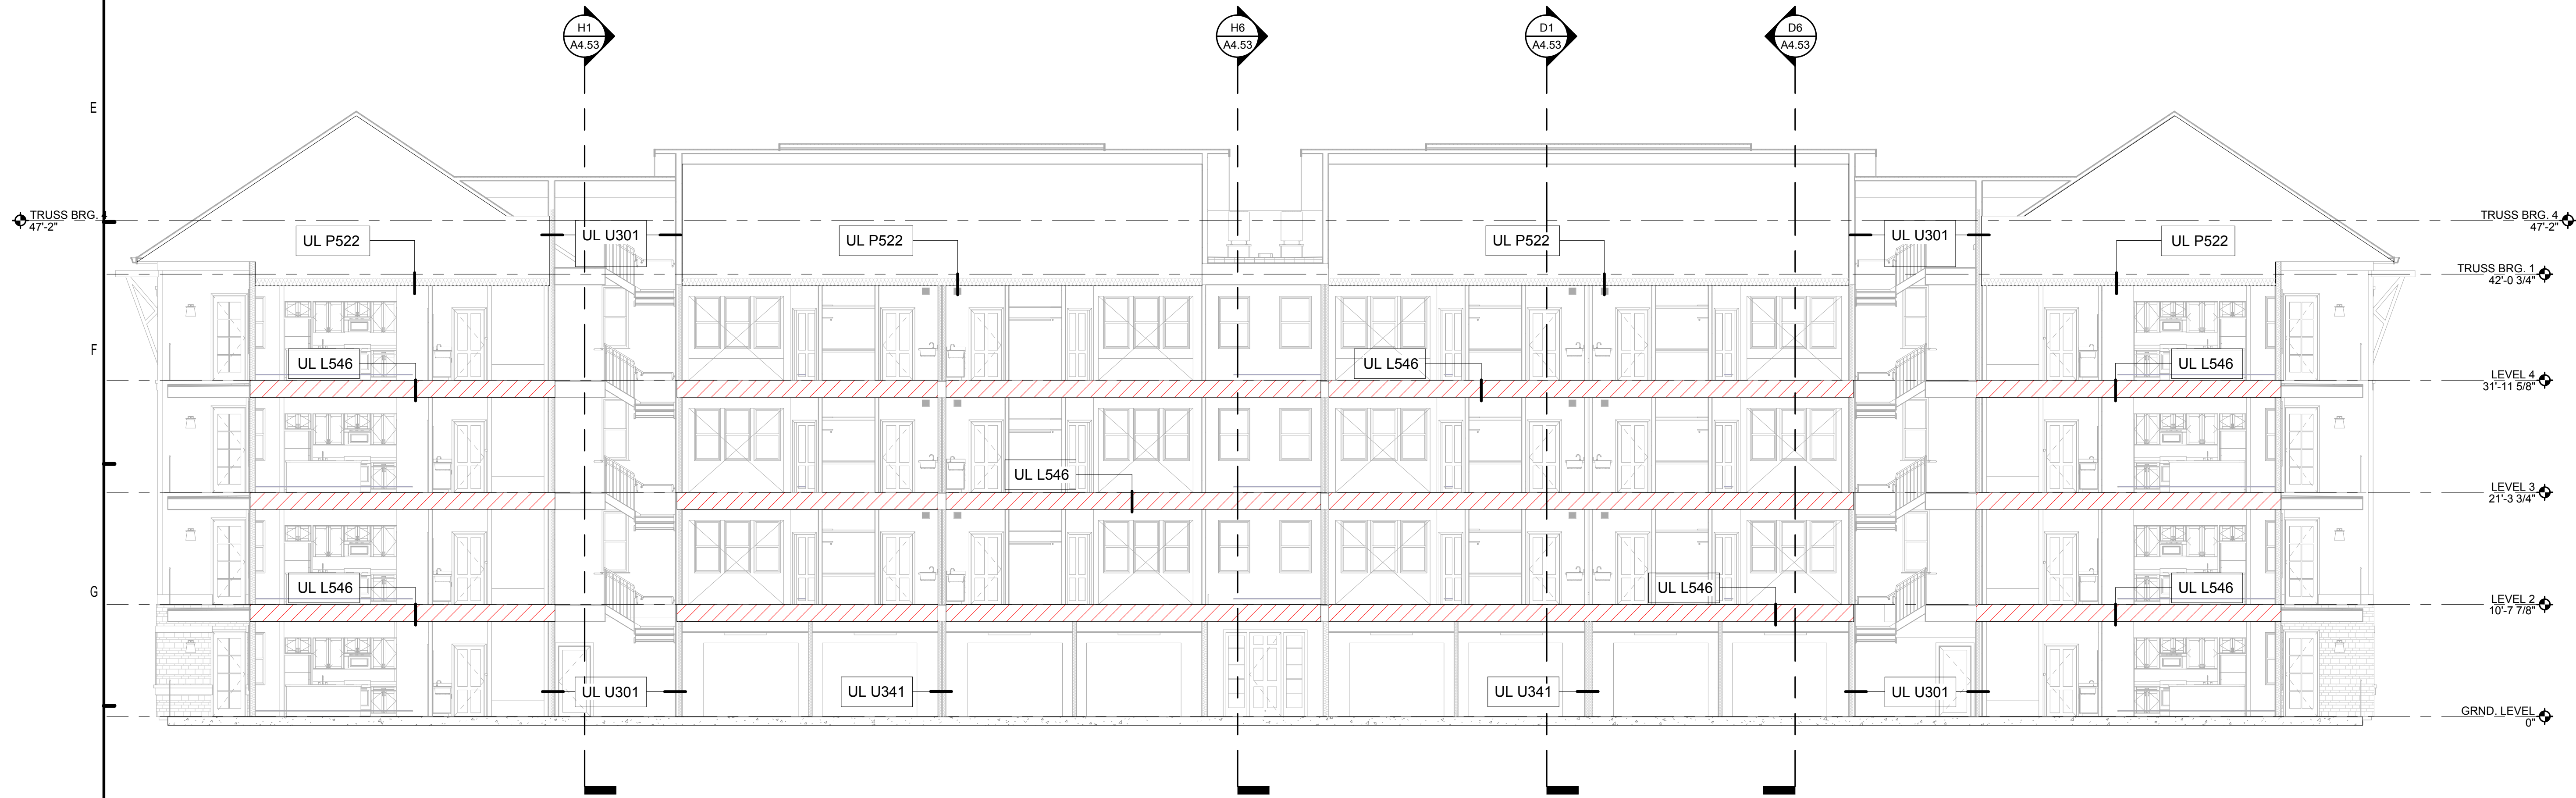 H1
A4.53
H6
A4.53
D1
A4.53
D6
A4.53
E
TRUSS BRG. 4
47'-2"
TRUSS BRG. 4
47'-2"
UL P522
UL U301
UL P522
UL P522
UL U301
UL P522
TRUSS BRG. 1
42'-0 3/4"
F
UL L546
UL L546
UL L546
LEVEL 4
31'-11 5/8"
UL L546
LEVEL 3
21'-3 3/4"
G
UL L546
UL L546
UL L546
LEVEL 2
10'-7 7/8"
UL U301
UL U341
UL U341
UL U301
GRND. LEVEL
0"